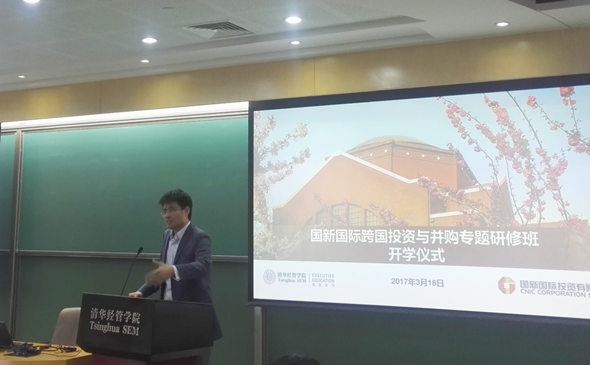 国新国际跨国投资与并购专题研修班
开学仪式
清华经管学院
Tsinghua SEM
EXECUTIVE
EDUCATION
2017年3月18日
国新国际投资有限
CNIC CORPORATION
清华经管学院
Tsinghua SEM